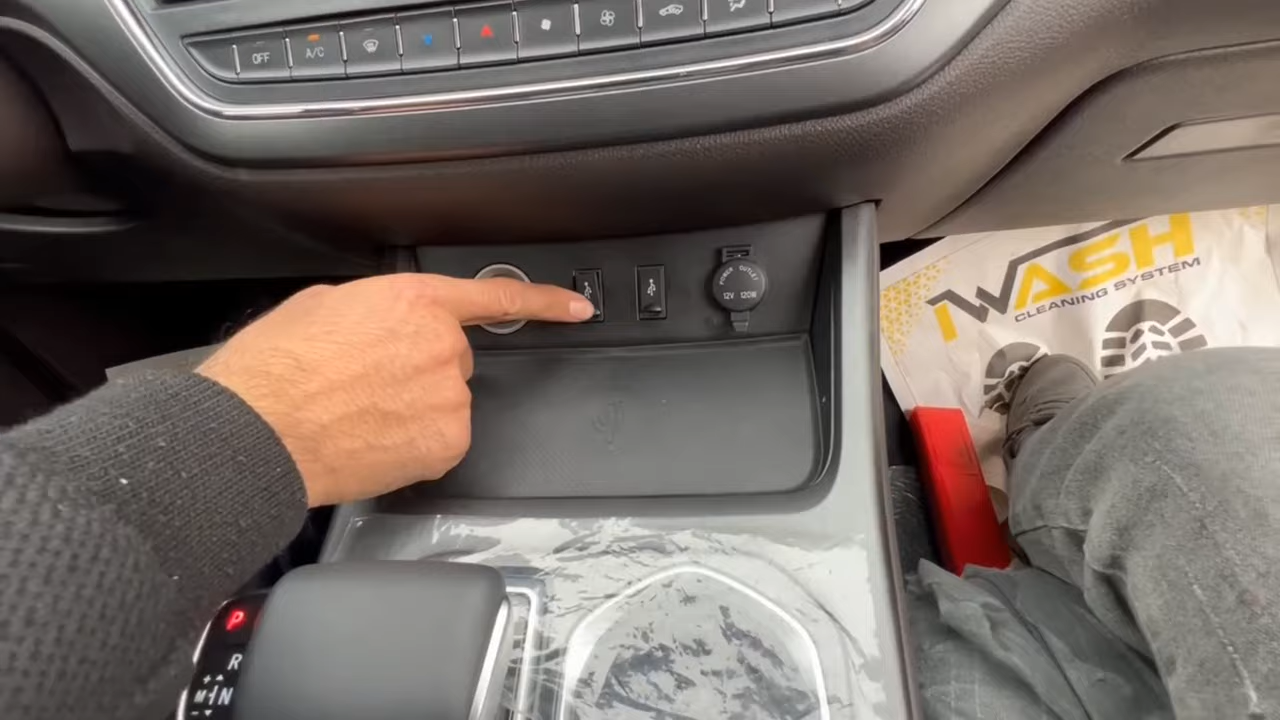 OFF
A/C
POWER OUTLET
12V 120W
WASH
CLEANING SYSTEM
P
R
N
M
+
-